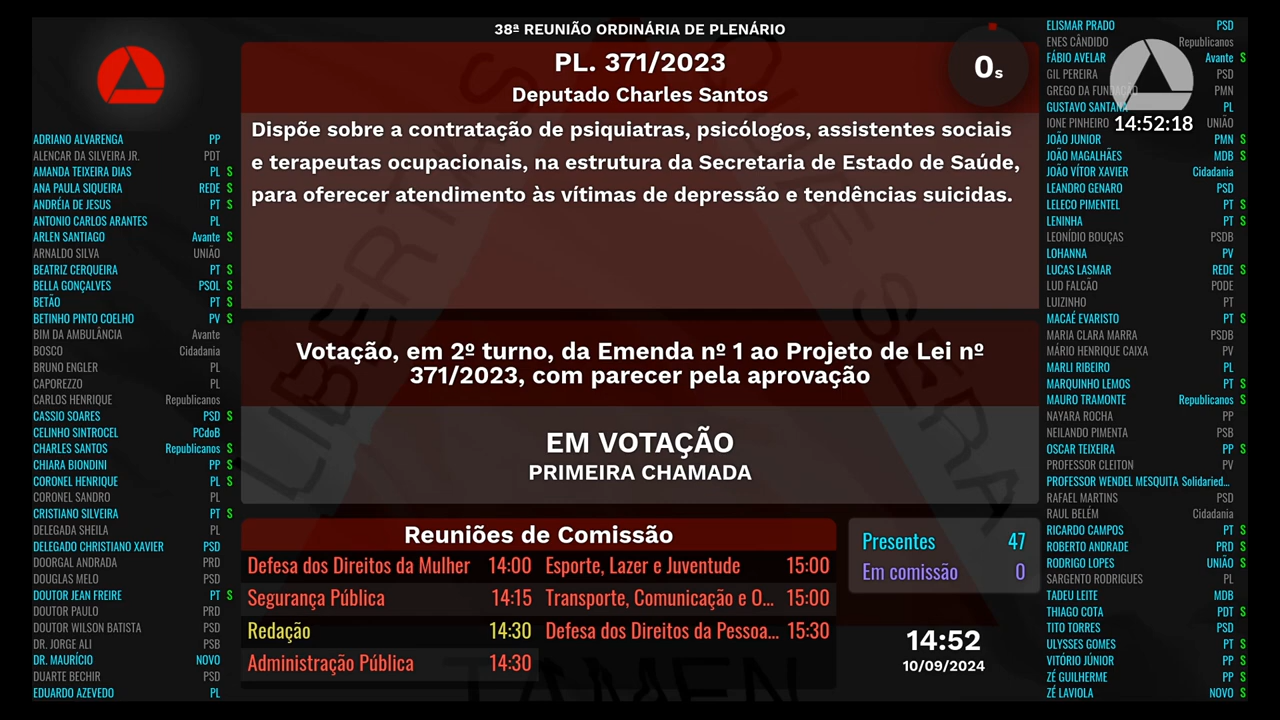 38ª REUNIÃO ORDINÁRIA DE PLENÁRIO
PL. 371/2023
Deputado Charles Santos
0s
Dispõe sobre a contratação de psiquiatras, psicólogos, assistentes sociais
e terapeutas ocupacionais, na estrutura da Secretaria de Estado de Saúde,
para oferecer atendimento às vítimas de depressão e tendências suicidas.
Votação, em 2º turno, da Emenda nº 1 ao Projeto de Lei nº
371/2023, com parecer pela aprovação
EM VOTAÇÃO
PRIMEIRA CHAMADA
Reuniões de Comissão
Defesa dos Direitos da Mulher 14:00 Esporte, Lazer e Juventude 15:00
Segurança Pública 14:15 Transporte, Comunicação e O... 15:00
Redação 14:30 Defesa dos Direitos da Pessoa... 15:30
Administração Pública 14:30
Presentes 47
Em comissão 0
14:52
10/09/2024
ADRIANO ALVARENGA PP
ALENCAR DA SILVEIRA JR. PDT
AMANDA TEIXEIRA DIAS PL S
ANA PAULA SIQUEIRA REDE S
ANDRÉIA DE JESUS PT S
ANTONIO CARLOS ARANTES PL
ARLEN SANTIAGO Avante S
ARNALDO SILVA UNIÃO
BEATRIZ CERQUEIRA PT S
BELLA GONÇALVES PSOL S
BETÃO PT S
BETINHO PINTO COELHO PV S
BIM DA AMBULÂNCIA Avante
BOSCO Cidadania
BRUNO ENGLER PL
CAPOREZZO PL
CARLOS HENRIQUE Republicanos
CASSIO SOARES PSD S
CELINHO SINTROCEL PCdoB
CHARLES SANTOS Republicanos S
CHIARA BIONDINI PP S
CORONEL HENRIQUE PL S
CORONEL SANDRO PL
CRISTIANO SILVEIRA PT S
DELEGADA SHEILA PL
DELEGADO CHRISTIANO XAVIER PSD
DOORGAL ANDRADA PRD
DOUGLAS MELO PSD
DOUTOR JEAN FREIRE PT S
DOUTOR PAULO PRD
DOUTOR WILSON BATISTA PSD
DR. JORGE ALI PSB
DR. MAURÍCIO NOVO
DUARTE BECHIR PSD
EDUARDO AZEVEDO PL
ELISMAR PRADO PSD
ENES CÂNDIDO Republicanos
FÁBIO AVELAR Avante S
GIL PEREIRA PSD
GREGO DA FUNDAÇÃO PMN
GUSTAVO SANTANA PL
IONE PINHEIRO UNIÃO
14:52:18
JOÃO JUNIOR PMN S
JOÃO MAGALHÃES MDB S
JOÃO VÍTOR XAVIER Cidadania
LEANDRO GENARO PSD
LELECO PIMENTEL PT S
LENINHA PT S
LEONÍDIO BOUÇAS PSDB
LOHANNA PV
LUCAS LASMAR REDE S
LUD FALCÃO PODE
LUIZINHO PT
MACAÉ EVARISTO PT S
MARIA CLARA MARRA PSDB
MÁRIO HENRIQUE CAIXA PV
MARLI RIBEIRO PL
MARQUINHO LEMOS PT S
MAURO TRAMONTE Republicanos S
NAYARA ROCHA PP
NEILANDO PIMENTA PSB
OSCAR TEIXEIRA PP S
PROFESSOR CLEITON PV
PROFESSOR WENDEL MESQUITA Solidaried...
RAFAEL MARTINS PSD
RAUL BELÉM Cidadania
RICARDO CAMPOS PT S
ROBERTO ANDRADE PRD S
RODRIGO LOPES UNIÃO S
SARGENTO RODRIGUES PL
TADEU LEITE MDB
THIAGO COTA PDT S
TITO TORRES PSD
ULYSSES GOMES PT S
VITÓRIO JÚNIOR PP S
ZÉ GUILHERME PP S
ZÉ LAVIOLA NOVO S